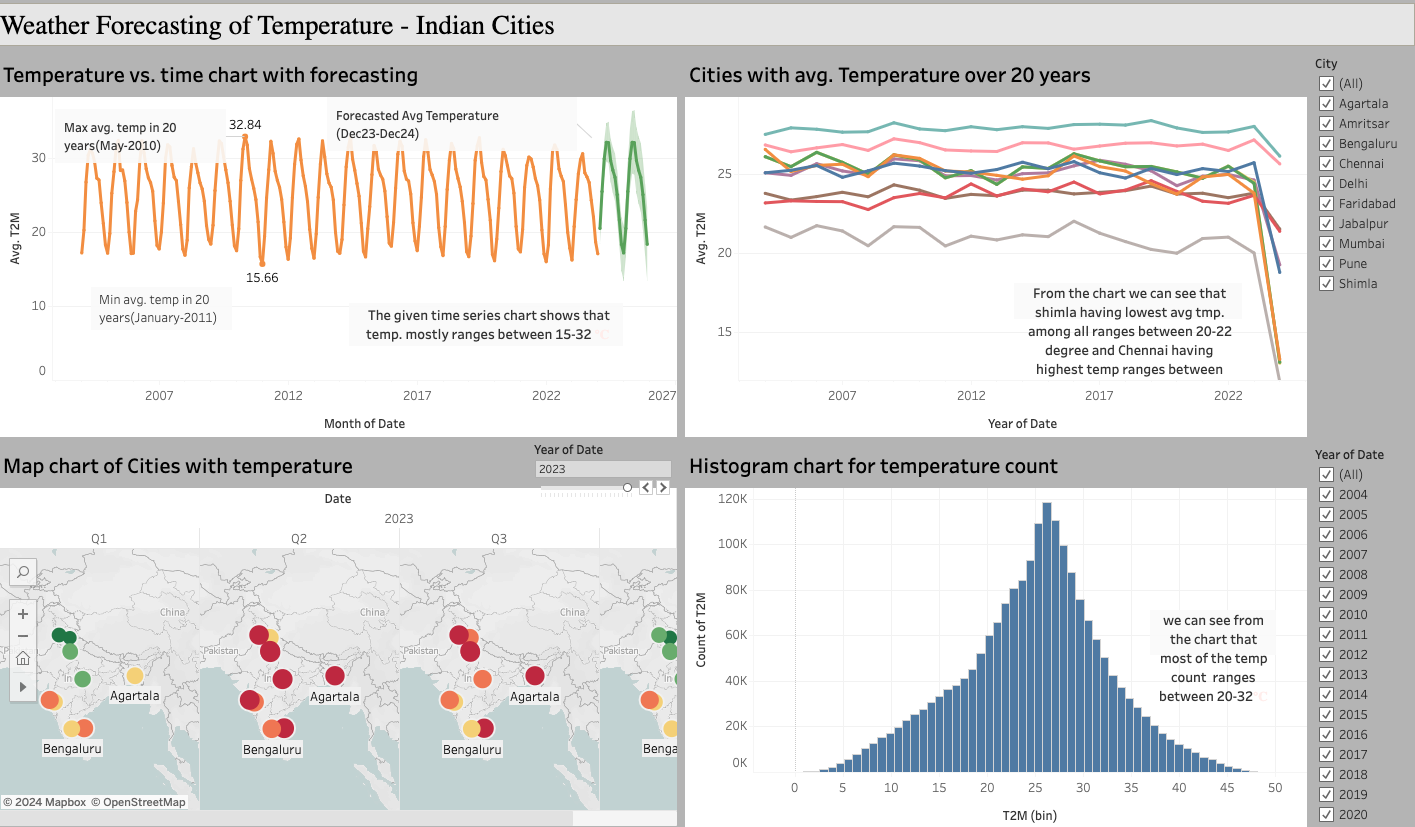 Weather Forecasting of Temperature - Indian Cities
Temperature vs. time chart with forecasting
Max avg. temp in 20
years(May-2010)
32.84
Forecasted Avg Temperature
(Dec23-Dec24)
30
20
10
0
Avg. T2M
15.66
Min avg. temp in 20
years(January-2011)
The given time series chart shows that
temp. mostly ranges between 15-32 °C
2007
2012
2017
2022
2027
Month of Date
Cities with avg. Temperature over 20 years
25
20
15
Avg. T2M
From the chart we can see that
shimla having lowest avg tmp.
among all ranges between 20-22
degree and Chennai having
highest temp ranges between
2007
2012
2017
2022
Year of Date
City
(All)
Agartala
Amritsar
Bengaluru
Chennai
Delhi
Faridabad
Jabalpur
Mumbai
Pune
Shimla
Map chart of Cities with temperature
Year of Date
2023
Date
2023
Q1
Q2
Q3
China
China
China
Pakistan
Pakistan
In
In
In
Agartala
Agartala
Agartala
Bengaluru
Bengaluru
Bengaluru
Benga
© 2024 Mapbox © OpenStreetMap
Histogram chart for temperature count
120K
100K
80K
60K
40K
20K
0K
Count of T2M
we can see from
the chart that
most of the temp
count ranges
between 20-32 °C
0
5
10
15
20
25
30
35
40
45
50
T2M (bin)
Year of Date
(All)
2004
2005
2006
2007
2008
2009
2010
2011
2012
2013
2014
2015
2016
2017
2018
2019
2020